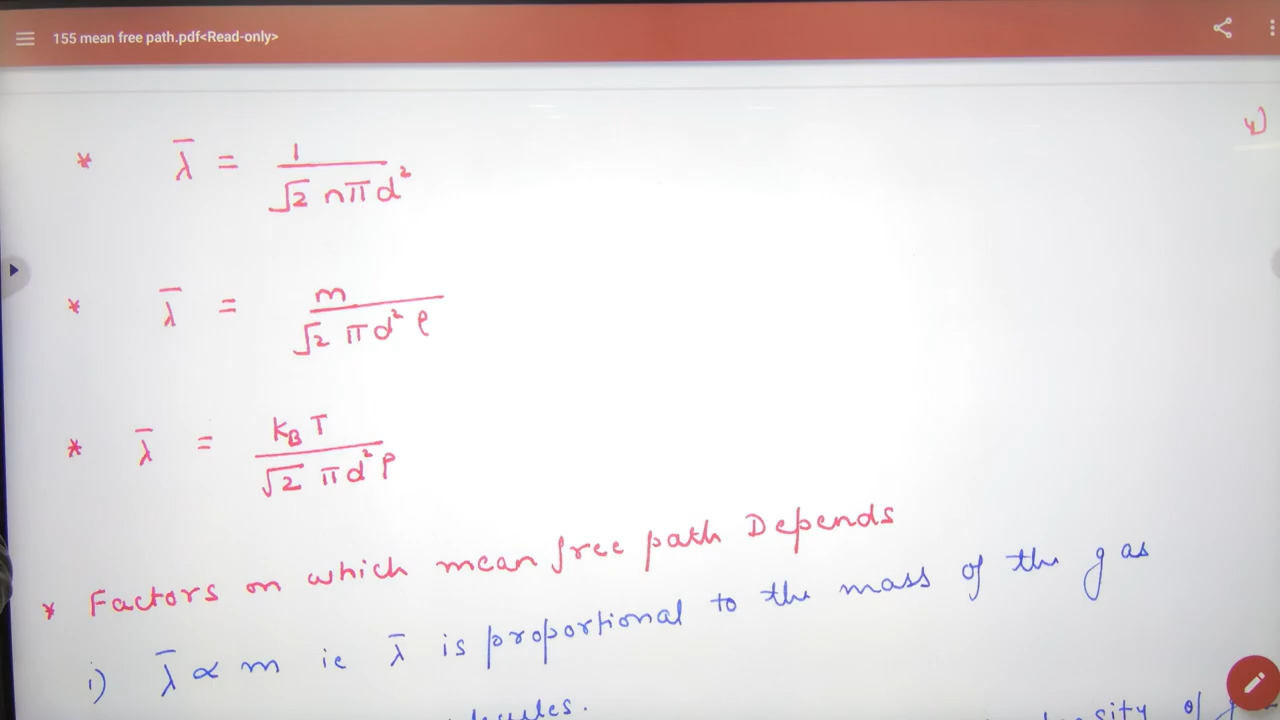 155 mean free path.pdf<Read-only>
4)
* λ̄ = 1 / √2 nπd²
* λ̄ = m / √2 πd² ρ
* λ̄ = k_B T / √2 πd² P
* Factors on which mean free path Depends
i) λ̄ ∝ m ie λ̄ is proportional to the mass of the gas